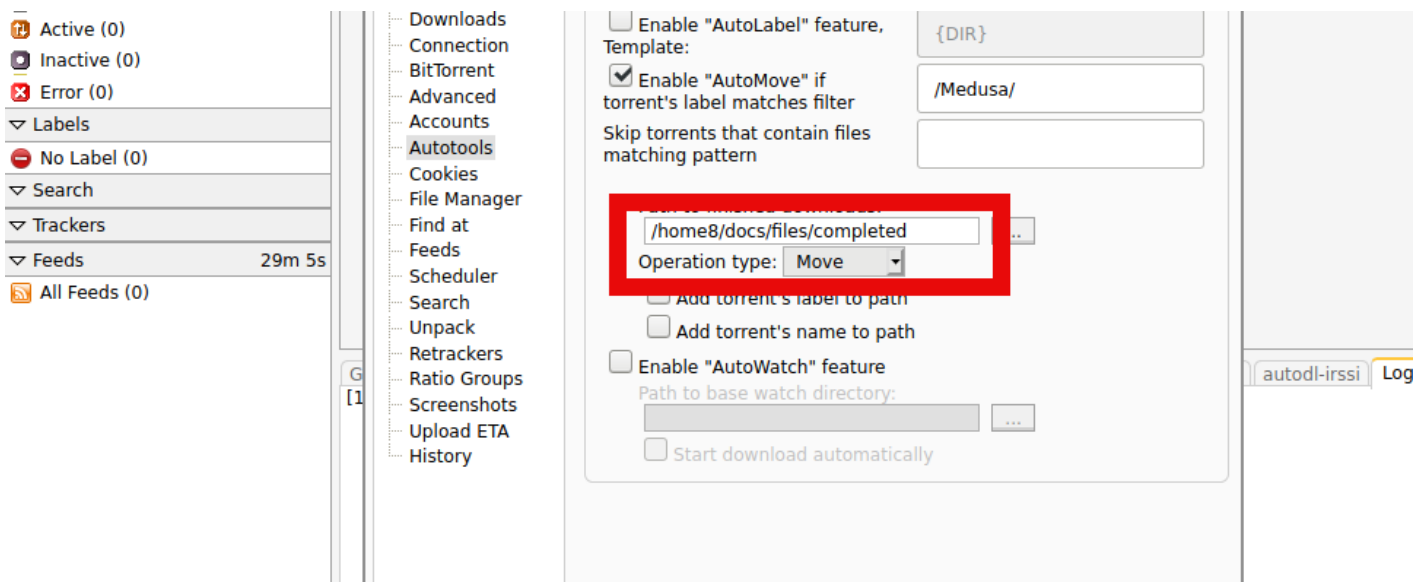 Active (0)
Inactive (0)
Error (0)
Labels
No Label (0)
Search
Trackers
Feeds 29m 5s
All Feeds (0)
Downloads
Connection
BitTorrent
Advanced
Accounts
Autotools
Cookies
File Manager
Find at
Feeds
Scheduler
Search
Unpack
Retrackers
Ratio Groups
Screenshots
Upload ETA
History
Enable "AutoLabel" feature,
Template:
{DIR}
Enable "AutoMove" if
torrent's label matches filter
/Medusa/
Skip torrents that contain files
matching pattern
/home8/docs/files/completed
...
Operation type: Move
Add torrent's label to path
Add torrent's name to path
Enable "AutoWatch" feature
Path to base watch directory:
...
Start download automatically
G
[1
autodl-irssi
Log